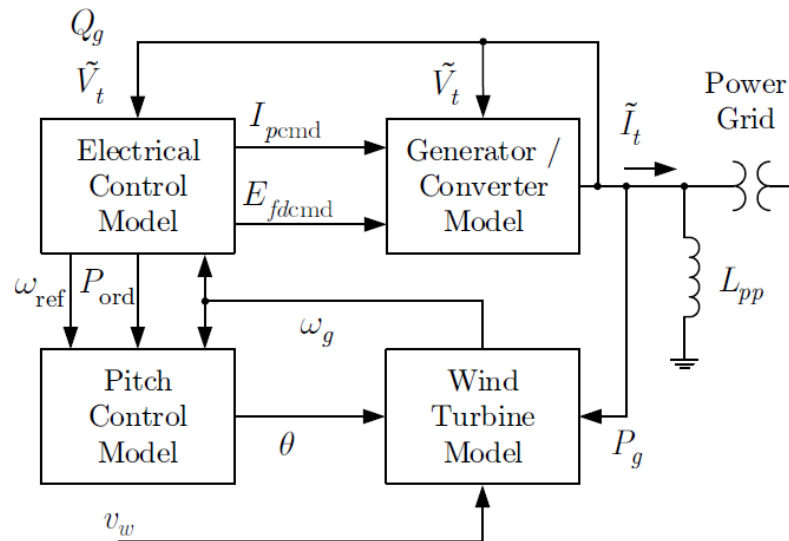 Q_g
Ṽ_t
Ṽ_t
Power
Grid
Ĩ_t
Electrical
Control
Model
I_pcmd
E_fdcmd
Generator /
Converter
Model
ω_ref
P_ord
ω_g
L_pp
Pitch
Control
Model
θ
Wind
Turbine
Model
P_g
v_w